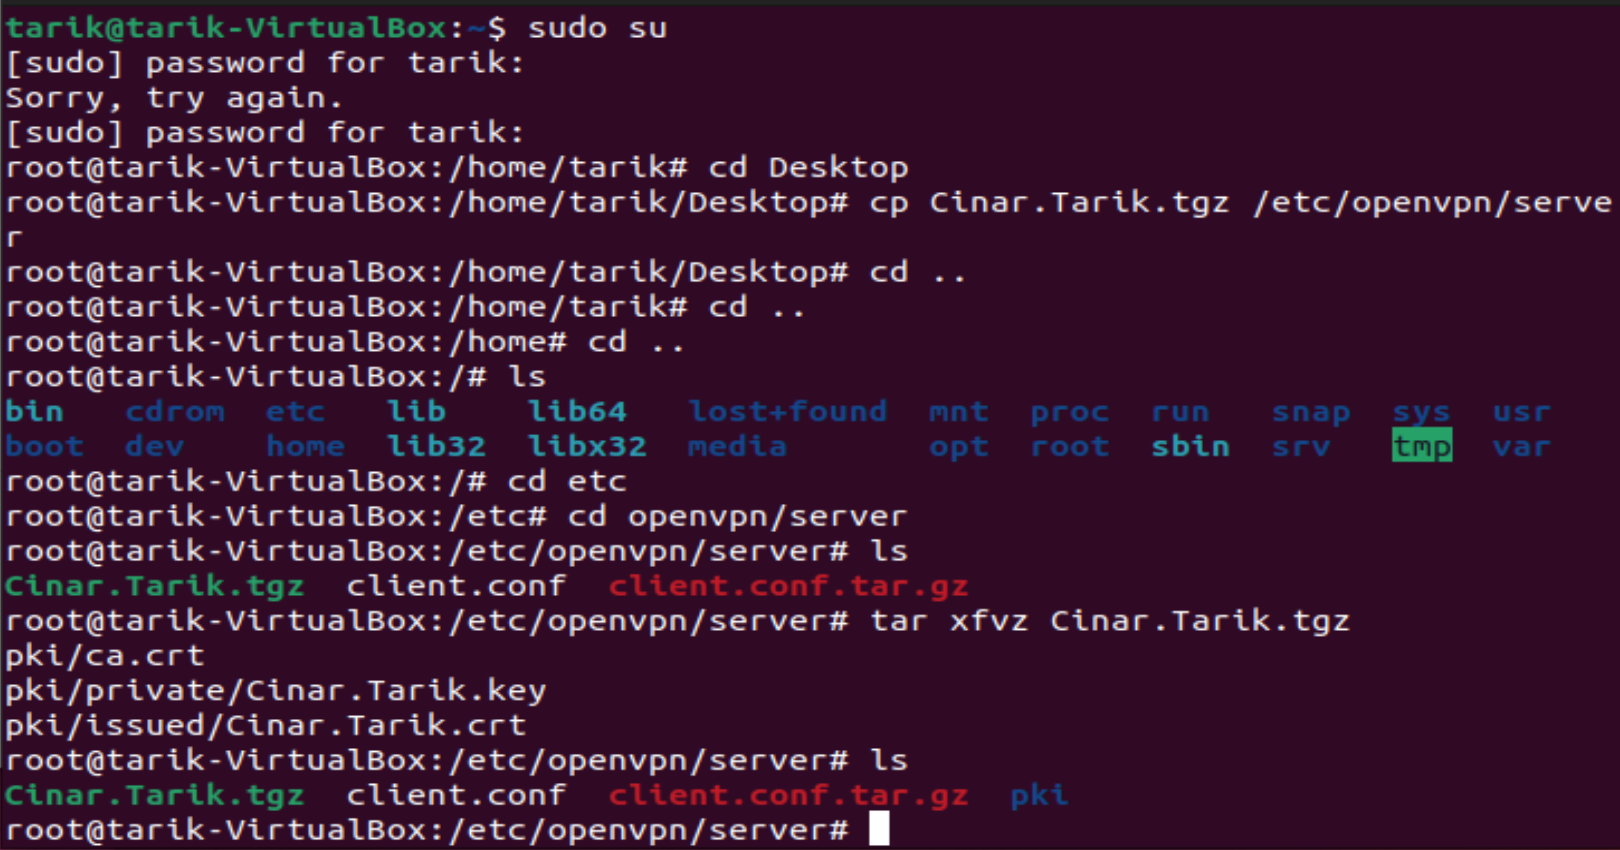 tarik@tarik-VirtualBox:~$ sudo su
[sudo] password for tarik:
Sorry, try again.
[sudo] password for tarik:
root@tarik-VirtualBox:/home/tarik# cd Desktop
root@tarik-VirtualBox:/home/tarik/Desktop# cp Cinar.Tarik.tgz /etc/openvpn/serve
r
root@tarik-VirtualBox:/home/tarik/Desktop# cd ..
root@tarik-VirtualBox:/home/tarik# cd ..
root@tarik-VirtualBox:/home# cd ..
root@tarik-VirtualBox:/# ls
bin   cdrom  etc   lib    lib64   lost+found  mnt  proc  run   snap  sys  usr
boot  dev    home  lib32  libx32  media       opt  root  sbin  srv   tmp  var
root@tarik-VirtualBox:/# cd etc
root@tarik-VirtualBox:/etc# cd openvpn/server
root@tarik-VirtualBox:/etc/openvpn/server# ls
Cinar.Tarik.tgz  client.conf  client.conf.tar.gz
root@tarik-VirtualBox:/etc/openvpn/server# tar xfvz Cinar.Tarik.tgz
pki/ca.crt
pki/private/Cinar.Tarik.key
pki/issued/Cinar.Tarik.crt
root@tarik-VirtualBox:/etc/openvpn/server# ls
Cinar.Tarik.tgz  client.conf  client.conf.tar.gz  pki
root@tarik-VirtualBox:/etc/openvpn/server#